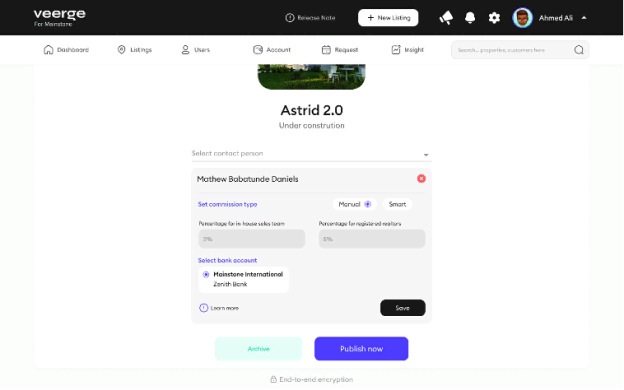 veerge
For Mainstone
Release Note
+ New Listing
Ahmed Ali
Dashboard
Listings
Users
Account
Request
Insight
Search... properties, customers here
Astrid 2.0
Under constrution
Select contact person
Mathew Babatunde Daniels
Set commission type
Manual
Smart
Percentage for in-house sales team
Percentage for registered realtors
Select bank account
Mainstone International
Zenith Bank
Learn more
Save
Archive
Publish now
End-to-end encryption